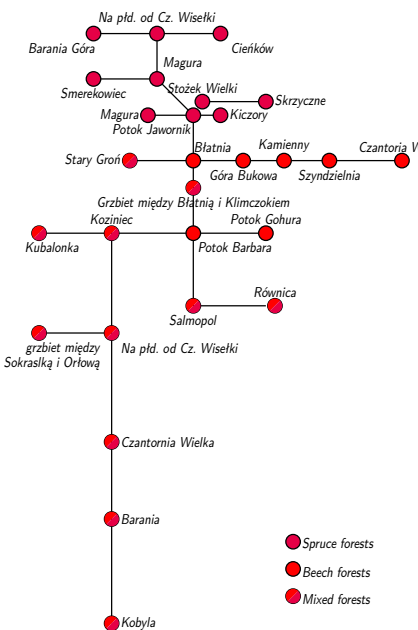 Na płd. od Cz. Wisełki
Barania Góra
Cieńków
Magura
Smerekowiec
Stożek Wielki
Skrzyczne
Magura
Kiczory
Potok Jawornik
Błatnia
Kamienny
Czantoria W
Stary Groń
Góra Bukowa
Szyndzielnia
Grzbiet między Błatnią i Klimczokiem
Koziniec
Potok Gohura
Kubalonka
Potok Barbara
Równica
Salmopol
grzbiet między
Sokraslką i Orłową
Na płd. od Cz. Wisełki
Czantornia Wielka
Barania
Kobyla
Spruce forests
Beech forests
Mixed forests